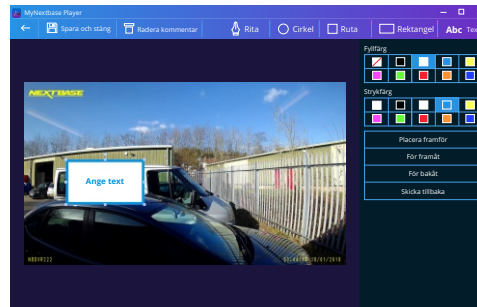 MyNextbase Player
Spara och stäng
Radera kommentar
Rita
Cirkel
Ruta
Rektangel
Abc Tex
Fyllfärg
Strykfärg
Placera framför
För framåt
För bakåt
Skicka tillbaka
NEXTBASE
Ange text